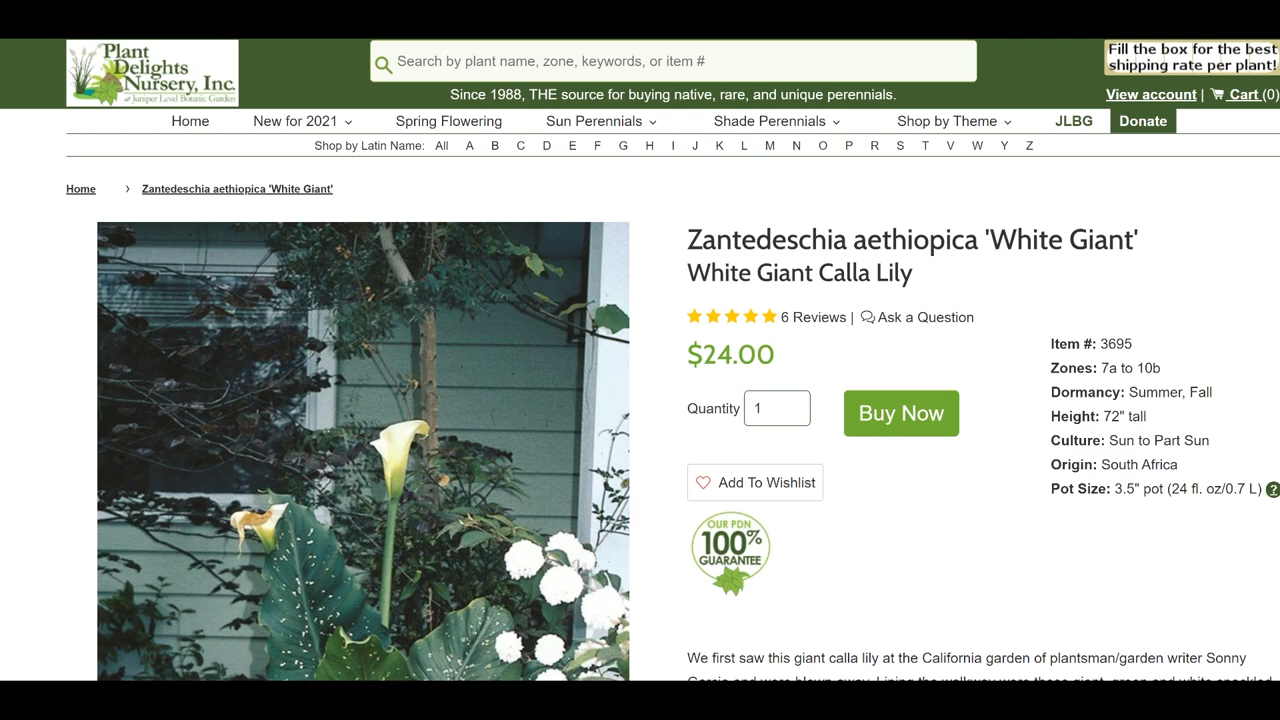 Plant
Delights
Nursery, Inc.
at Juniper Level Botanic Garden
Search by plant name, zone, keywords, or item #
Fill the box for the best
shipping rate per plant!
Since 1988, THE source for buying native, rare, and unique perennials.
View account | Cart (0)
Home New for 2021 Spring Flowering Sun Perennials Shade Perennials Shop by Theme JLBG Donate
Shop by Latin Name: All A B C D E F G H I J K L M N O P R S T V W Y Z
Home › Zantedeschia aethiopica 'White Giant'
Zantedeschia aethiopica 'White Giant'
White Giant Calla Lily
6 Reviews | Ask a Question
$24.00
Quantity 1
Buy Now
Add To Wishlist
OUR PDN
100%
GUARANTEE
Item #: 3695
Zones: 7a to 10b
Dormancy: Summer, Fall
Height: 72" tall
Culture: Sun to Part Sun
Origin: South Africa
Pot Size: 3.5" pot (24 fl. oz/0.7 L) ?
We first saw this giant calla lily at the California garden of plantsman/garden writer Sonny